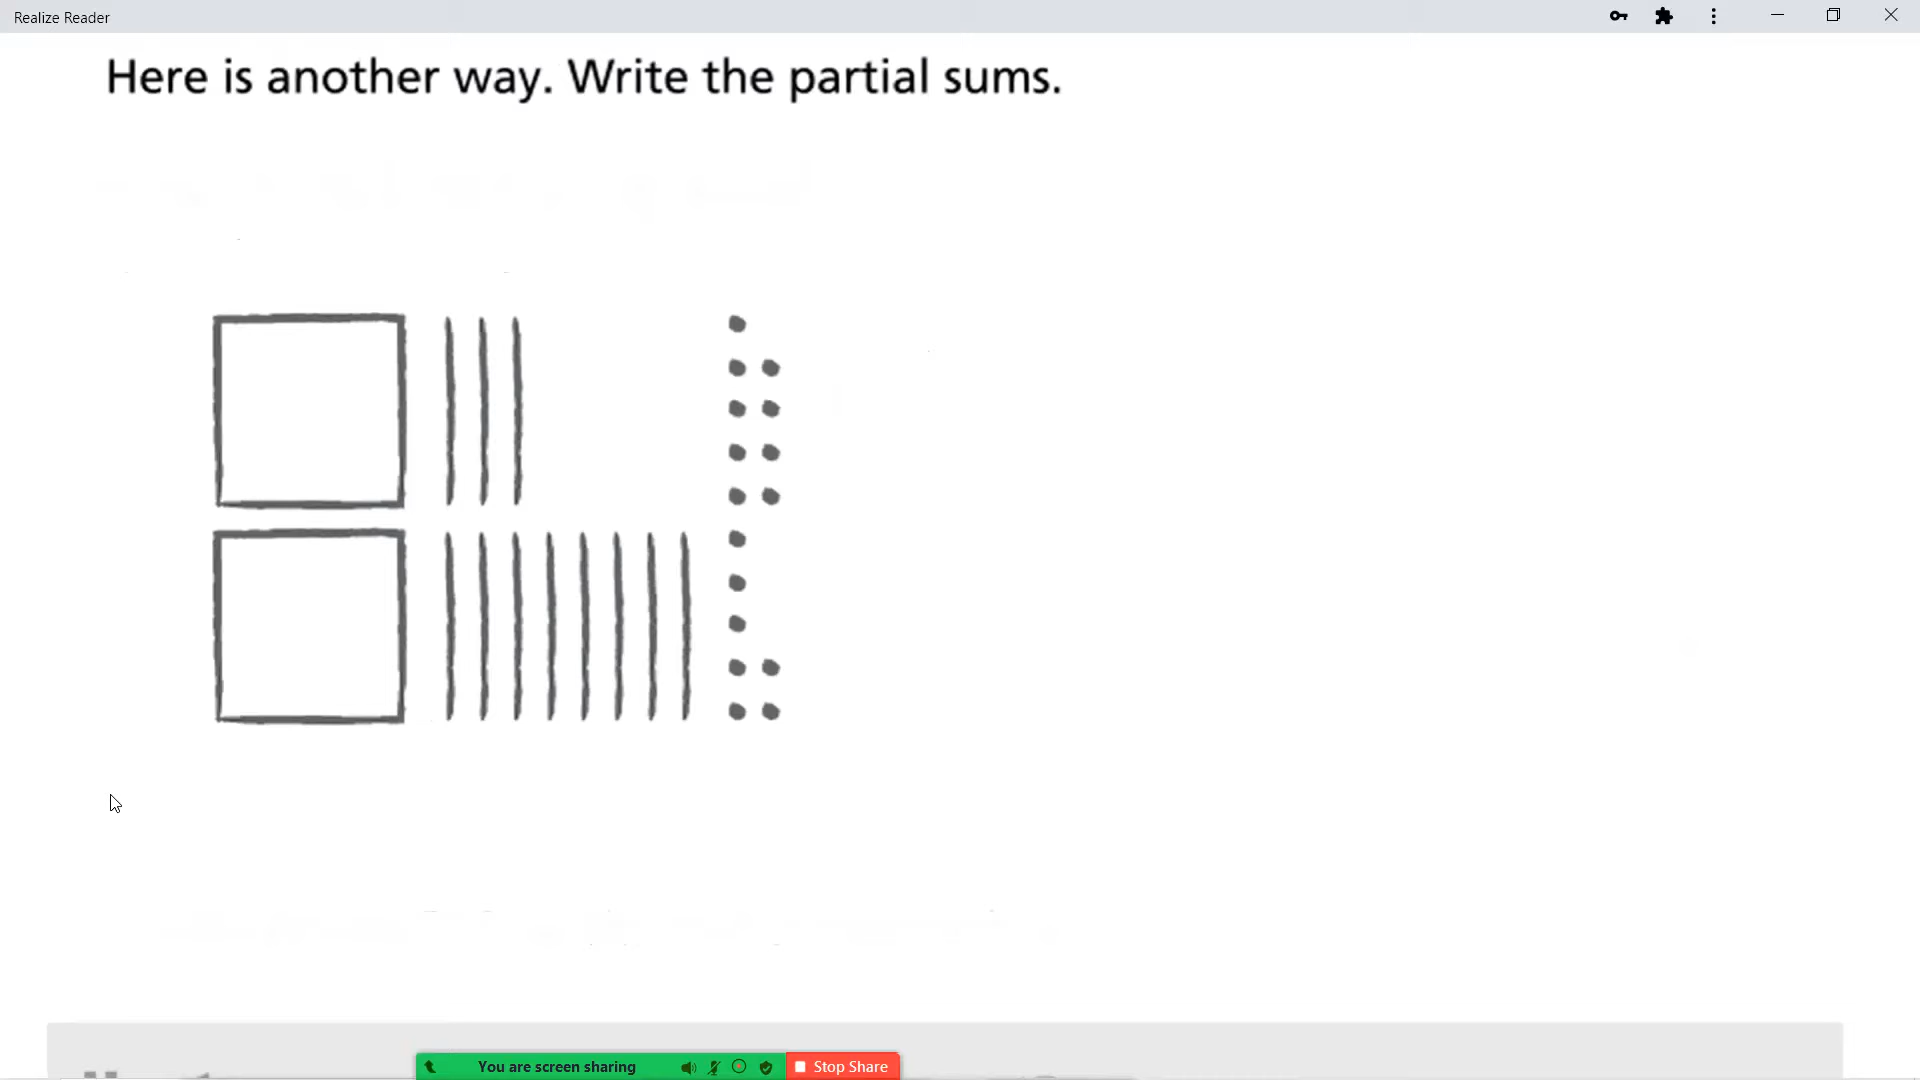 Realize Reader
Here is another way. Write the partial sums.
You are screen sharing
Stop Share